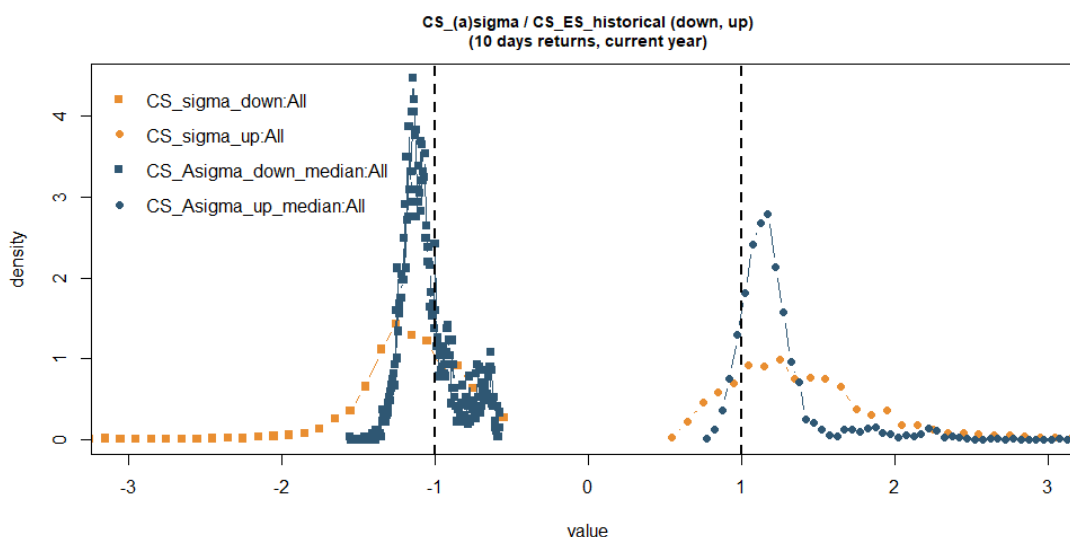 CS_(a)sigma / CS_ES_historical (down, up)
(10 days returns, current year)
CS_sigma_down:All
CS_sigma_up:All
CS_Asigma_down_median:All
CS_Asigma_up_median:All
density
4
3
2
1
0
-3 -2 -1 0 1 2 3
value